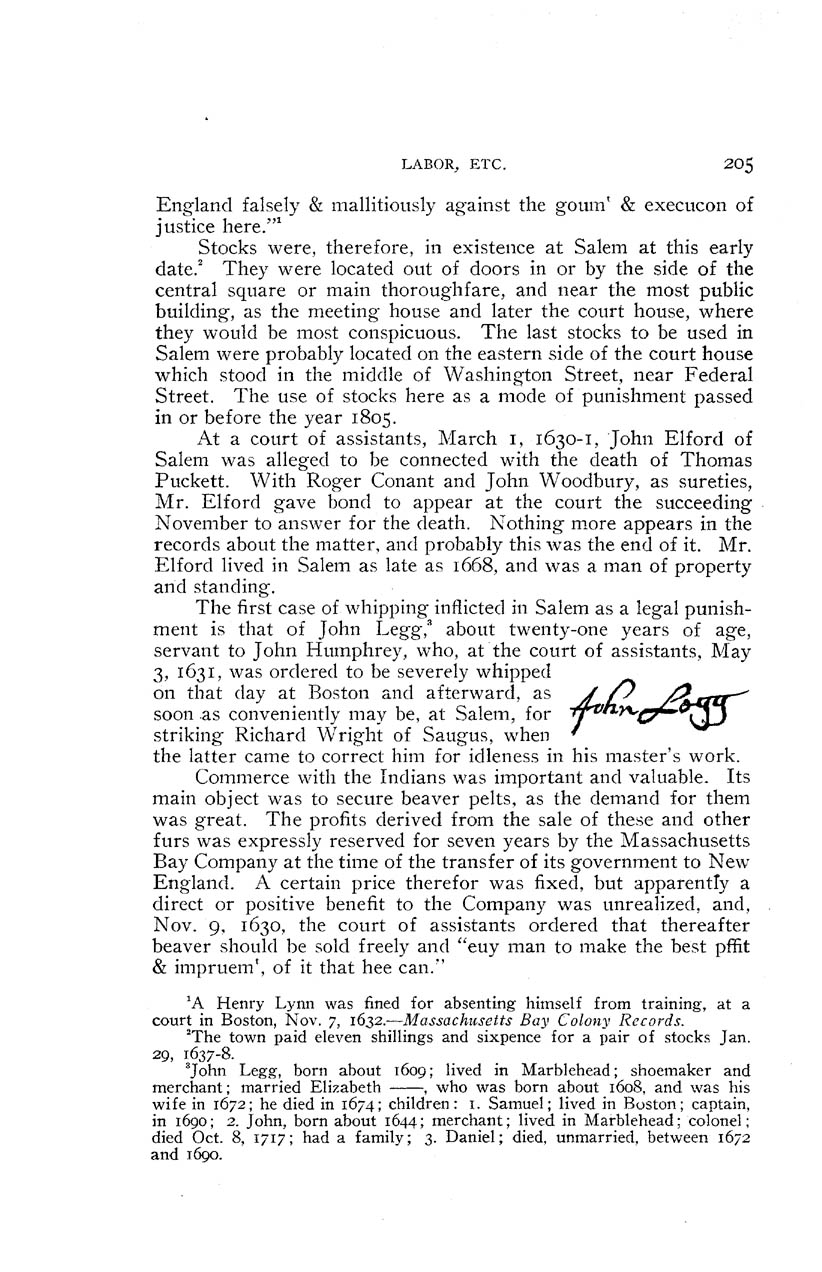 LABOR, ETC. 205
England falsely & mallitiously against the goumᵗ & execucon of
justice here."¹
Stocks were, therefore, in existence at Salem at this early
date.² They were located out of doors in or by the side of the
central square or main thoroughfare, and near the most public
building, as the meeting house and later the court house, where
they would be most conspicuous. The last stocks to be used in
Salem were probably located on the eastern side of the court house
which stood in the middle of Washington Street, near Federal
Street. The use of stocks here as a mode of punishment passed
in or before the year 1805.
At a court of assistants, March 1, 1630-1, John Elford of
Salem was alleged to be connected with the death of Thomas
Puckett. With Roger Conant and John Woodbury, as sureties,
Mr. Elford gave bond to appear at the court the succeeding
November to answer for the death. Nothing more appears in the
records about the matter, and probably this was the end of it. Mr.
Elford lived in Salem as late as 1668, and was a man of property
and standing.
The first case of whipping inflicted in Salem as a legal punish-
ment is that of John Legg,³ about twenty-one years of age,
servant to John Humphrey, who, at the court of assistants, May
3, 1631, was ordered to be severely whipped
on that day at Boston and afterward, as
soon as conveniently may be, at Salem, for
striking Richard Wright of Saugus, when
John Legg
the latter came to correct him for idleness in his master's work.
Commerce with the Indians was important and valuable. Its
main object was to secure beaver pelts, as the demand for them
was great. The profits derived from the sale of these and other
furs was expressly reserved for seven years by the Massachusetts
Bay Company at the time of the transfer of its government to New
England. A certain price therefor was fixed, but apparently a
direct or positive benefit to the Company was unrealized, and,
Nov. 9, 1630, the court of assistants ordered that thereafter
beaver should be sold freely and "euy man to make the best pffit
& impruemᵗ, of it that hee can."
¹A Henry Lynn was fined for absenting himself from training, at a
court in Boston, Nov. 7, 1632.—Massachusetts Bay Colony Records.
²The town paid eleven shillings and sixpence for a pair of stocks Jan.
29, 1637-8.
³John Legg, born about 1609; lived in Marblehead; shoemaker and
merchant; married Elizabeth ——, who was born about 1608, and was his
wife in 1672; he died in 1674; children: 1. Samuel; lived in Boston; captain,
in 1690; 2. John, born about 1644; merchant; lived in Marblehead; colonel;
died Oct. 8, 1717; had a family; 3. Daniel; died, unmarried, between 1672
and 1690.